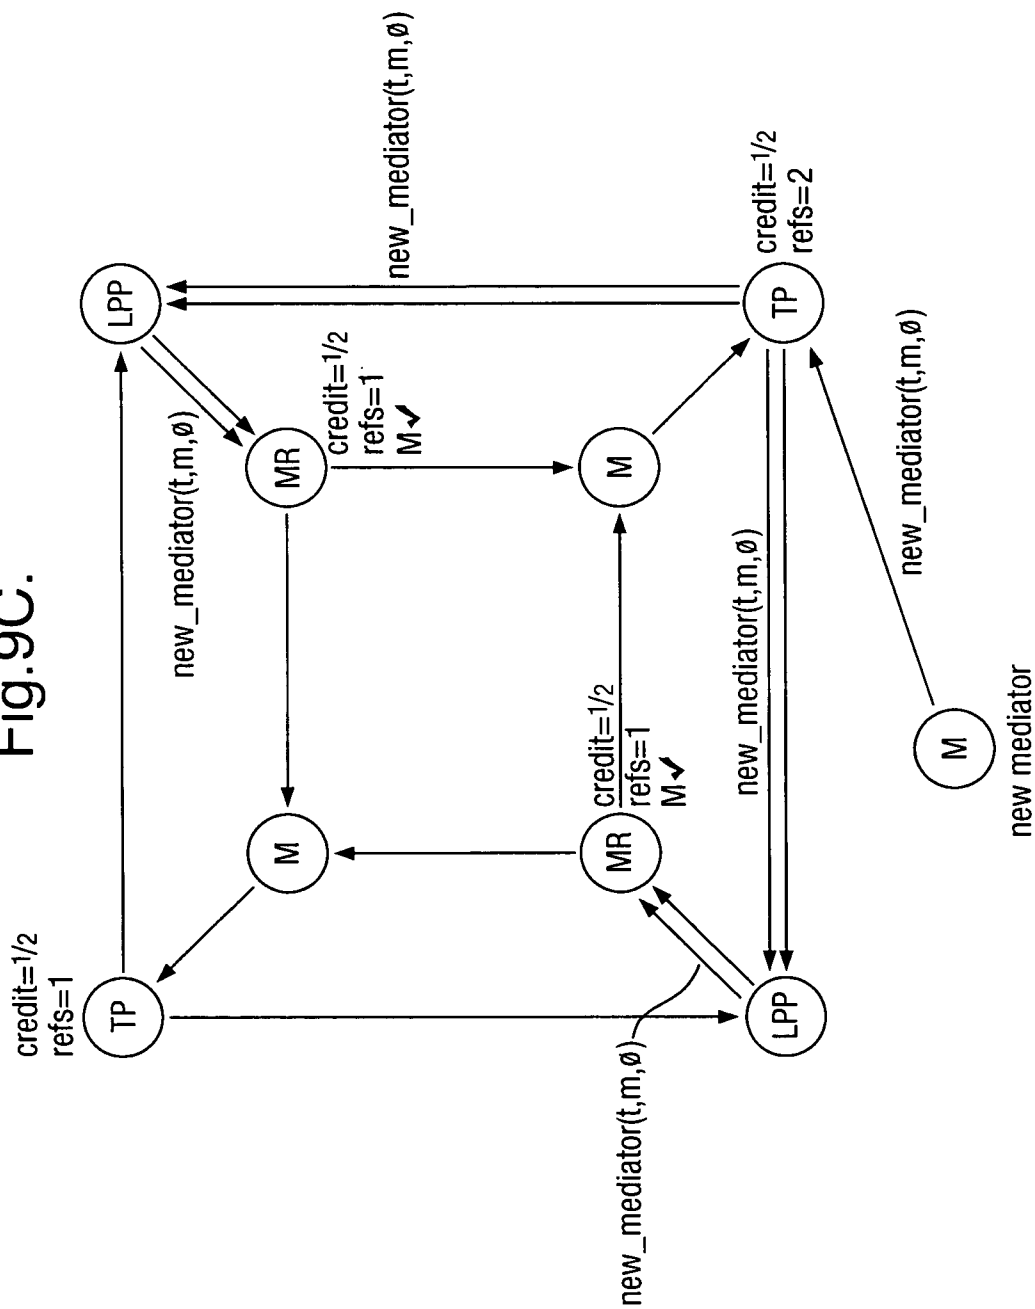 Fig.9C.
credit=1/2
refs=1
TP
LPP
new_mediator(t,m,ø)
M
MR
credit=1/2
refs=1
M✓
new_mediator(t,m,ø)
credit=1/2
refs=1
M✓
MR
M
new_mediator(t,m,ø)
new_mediator(t,m,ø)
LPP
TP
credit=1/2
refs=2
new_mediator(t,m,ø)
M
new mediator